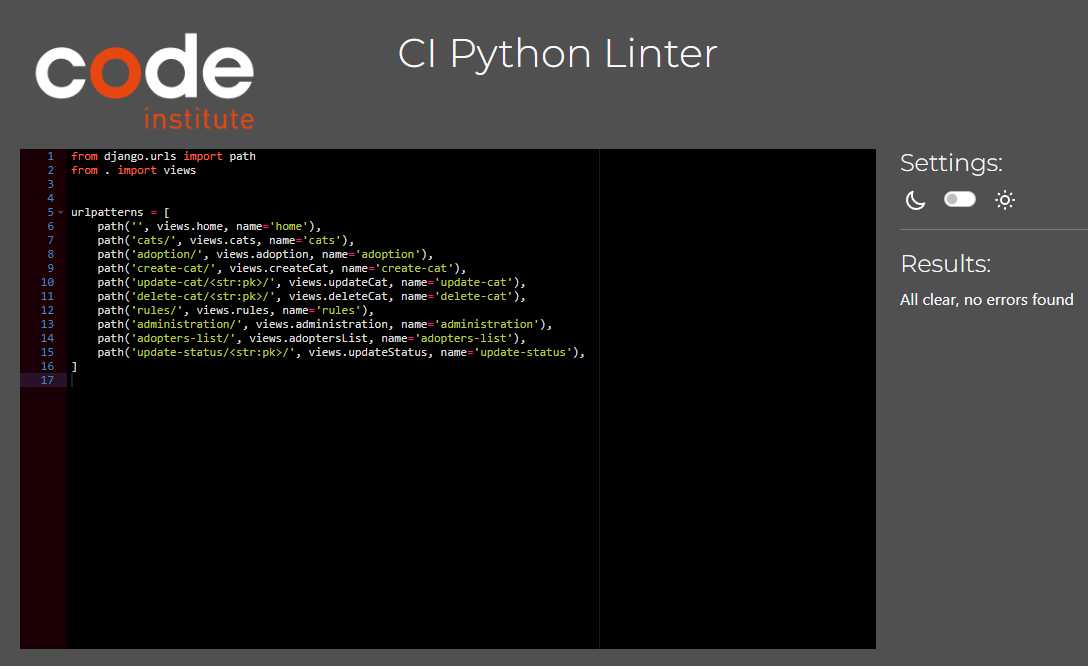 code
institute
CI Python Linter
1 from django.urls import path
2 from . import views
3
4
5 urlpatterns = [
6     path('', views.home, name='home'),
7     path('cats/', views.cats, name='cats'),
8     path('adoption/', views.adoption, name='adoption'),
9     path('create-cat/', views.createCat, name='create-cat'),
10     path('update-cat/<str:pk>/', views.updateCat, name='update-cat'),
11     path('delete-cat/<str:pk>/', views.deleteCat, name='delete-cat'),
12     path('rules/', views.rules, name='rules'),
13     path('administration/', views.administration, name='administration'),
14     path('adopters-list/', views.adoptersList, name='adopters-list'),
15     path('update-status/<str:pk>/', views.updateStatus, name='update-status'),
16 ]
17
Settings:
Results:
All clear, no errors found